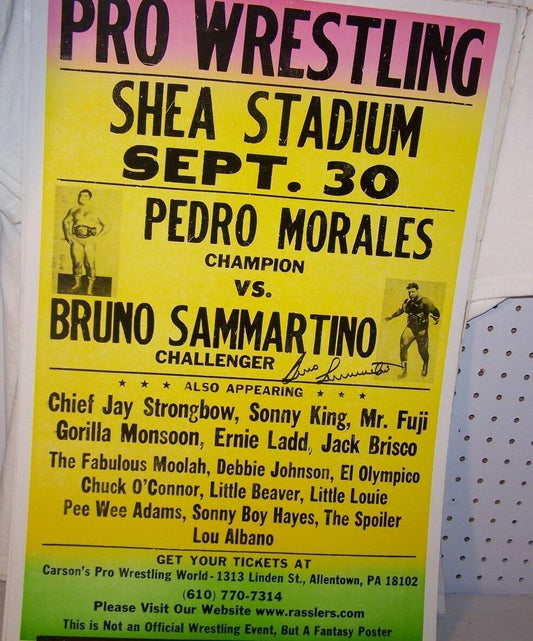 PRO WRESTLING
SHEA STADIUM
SEPT. 30
PEDRO MORALES
CHAMPION
VS.
BRUNO SAMMARTINO
CHALLENGER
Bruno Sammartino
★ ★ ★ ALSO APPEARING ★ ★ ★
Chief Jay Strongbow, Sonny King, Mr. Fuji
Gorilla Monsoon, Ernie Ladd, Jack Brisco
The Fabulous Moolah, Debbie Johnson, El Olympico
Chuck O'Connor, Little Beaver, Little Louie
Pee Wee Adams, Sonny Boy Hayes, The Spoiler
Lou Albano
GET YOUR TICKETS AT
Carson's Pro Wrestling World - 1313 Linden St., Allentown, PA 18102
(610) 770-7314
Please Visit Our Website www.rasslers.com
This is Not an Official Wrestling Event, But A Fantasy Poster